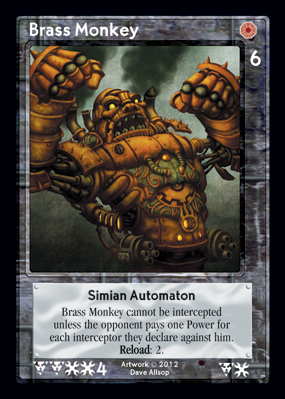 Brass Monkey
6
Simian Automaton
Brass Monkey cannot be intercepted
unless the opponent pays one Power for
each interceptor they declare against him.
Reload: 2.
4
Artwork © 2012
Dave Allsop